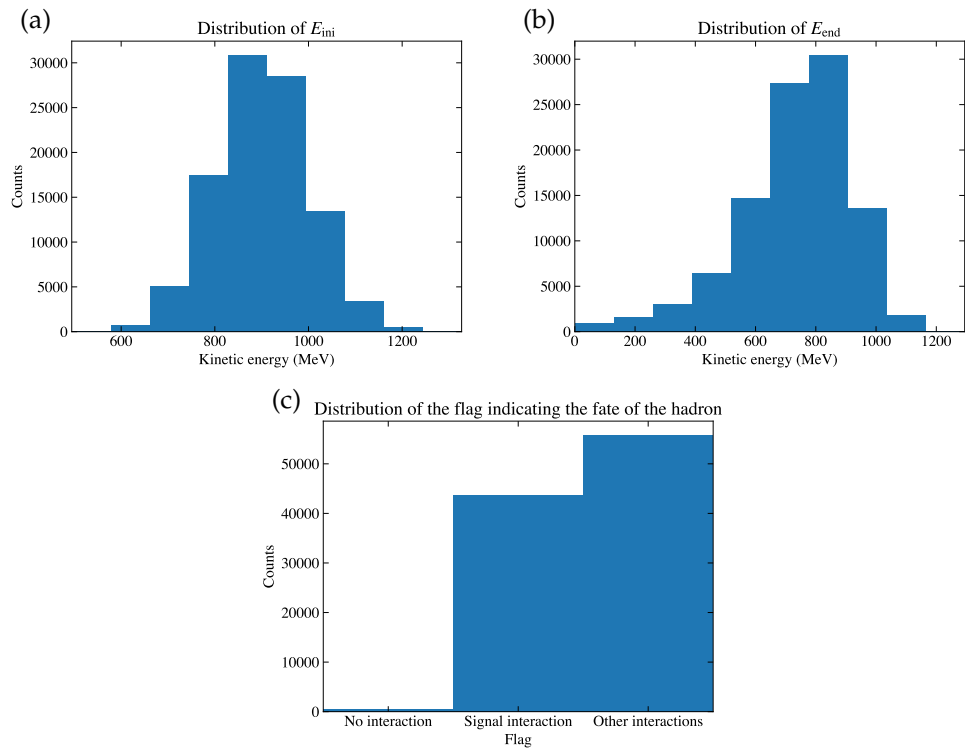 (a)
Distribution of E_ini
30000
25000
20000
15000
10000
5000
0
Counts
600
800
1000
1200
Kinetic energy (MeV)
(b)
Distribution of E_end
30000
25000
20000
15000
10000
5000
0
Counts
0
200
400
600
800
1000
1200
Kinetic energy (MeV)
(c)
Distribution of the flag indicating the fate of the hadron
50000
40000
30000
20000
10000
0
Counts
No interaction
Signal interaction
Other interactions
Flag